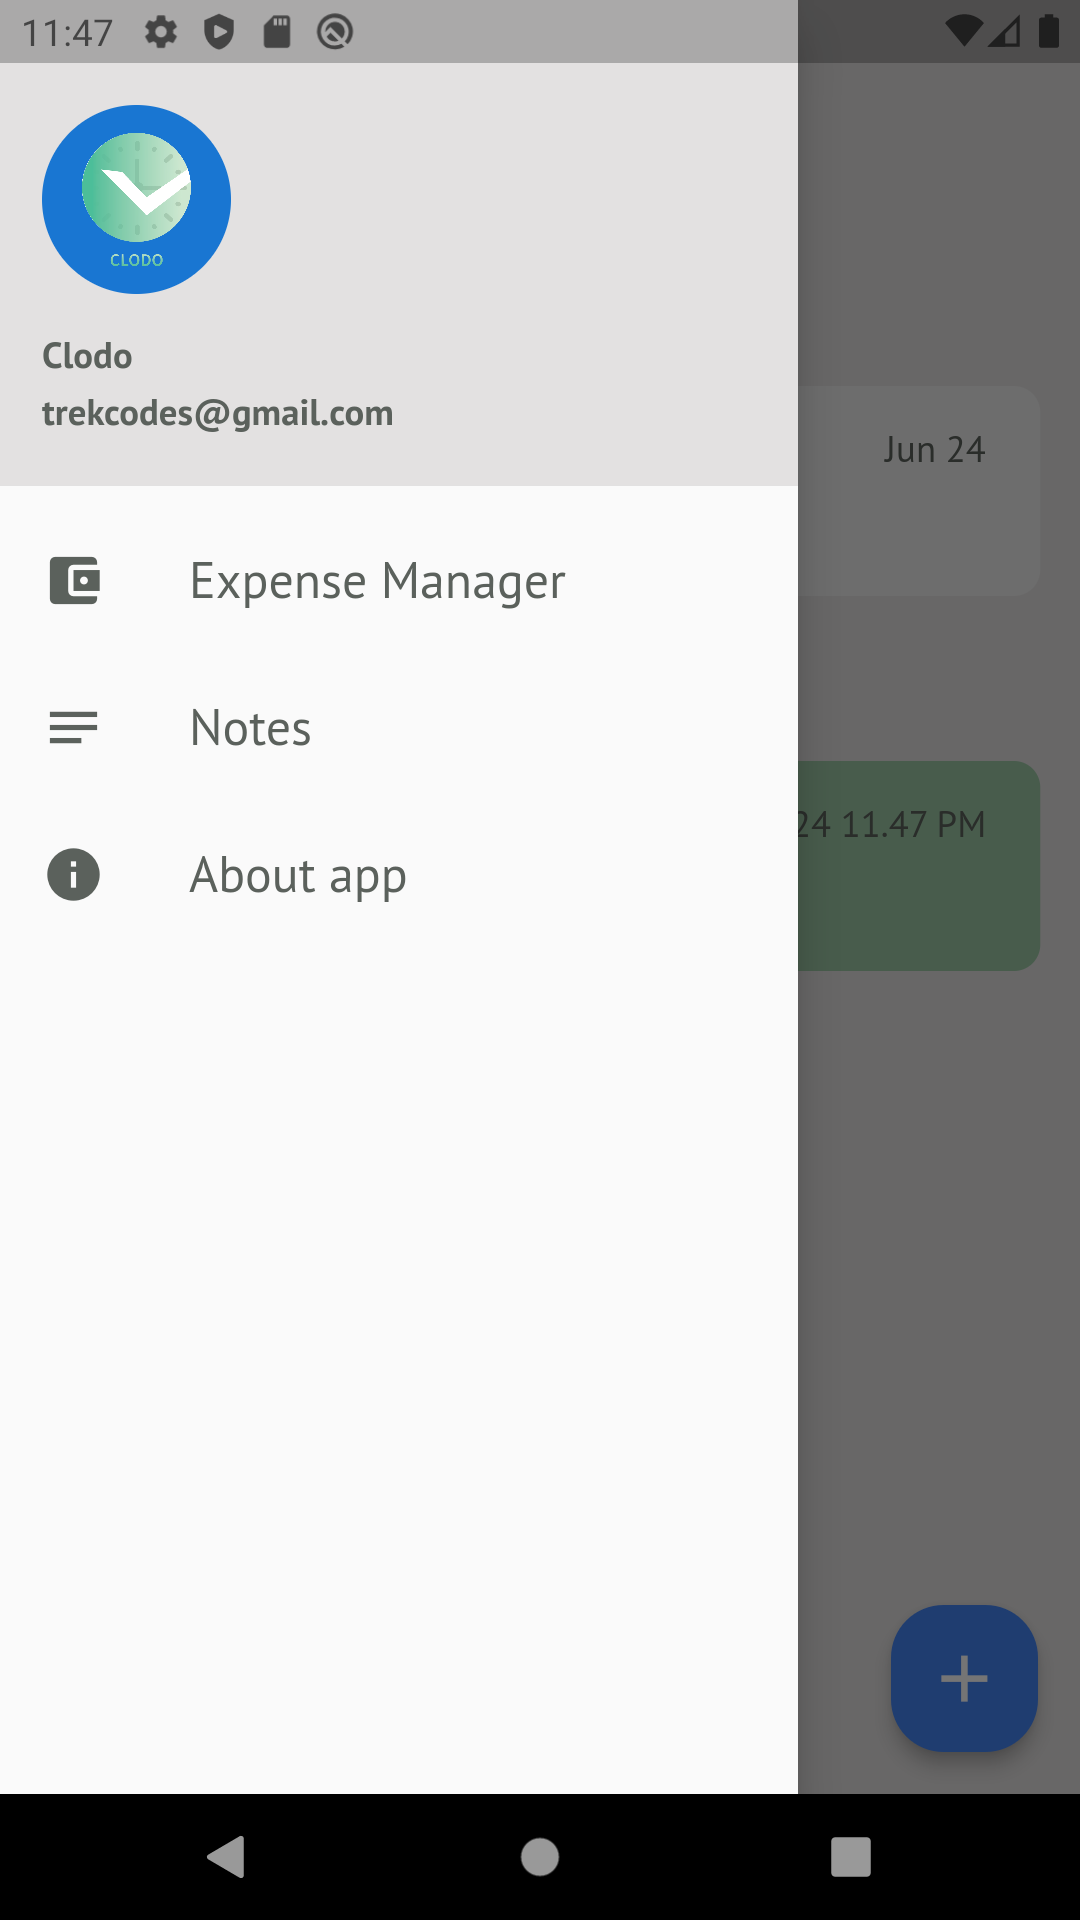 11:47
CLODO
Clodo
trekcodes@gmail.com
Jun 24
Expense Manager
Notes
24 11.47 PM
About app